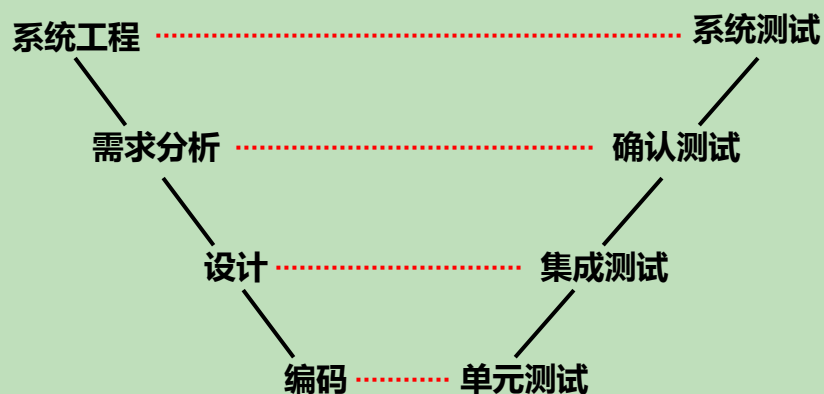 系统工程
系统测试
需求分析
确认测试
设计
集成测试
编码
单元测试